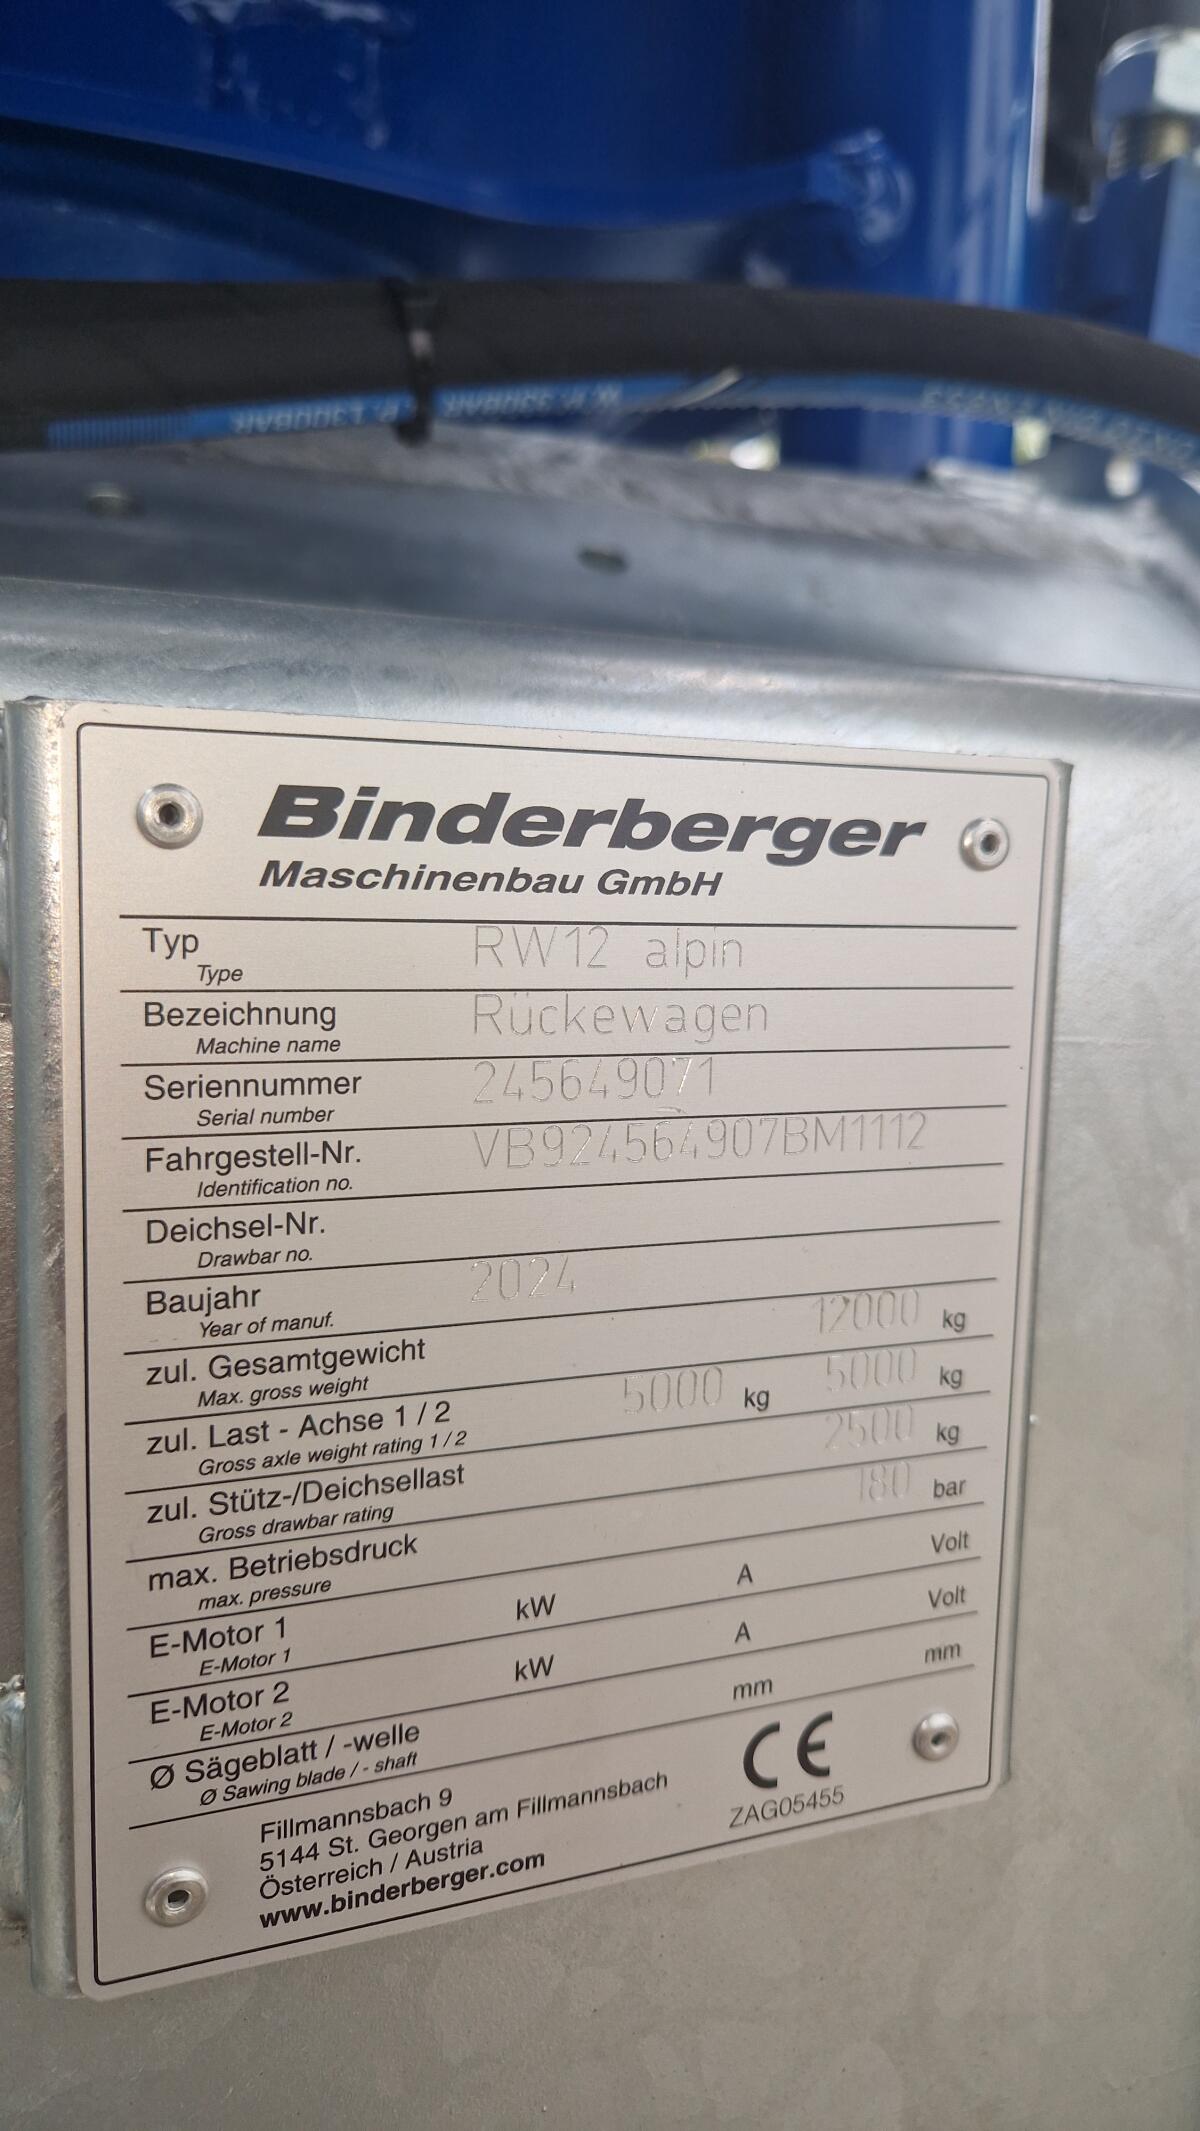 P. 1300BAR W.P. 330BAR
Binderberger
Maschinenbau GmbH
Typ RW12 alpin
Type
Bezeichnung Rückewagen
Machine name
Seriennummer 245649071
Serial number
Fahrgestell-Nr. VB924564907BM1112
Identification no.
Deichsel-Nr.
Drawbar no.
Baujahr 2024
Year of manuf.
zul. Gesamtgewicht 12000 kg
Max. gross weight
zul. Last - Achse 1 / 2 5000 kg 5000 kg
Gross axle weight rating 1 / 2
zul. Stütz-/Deichsellast 2500 kg
Gross drawbar rating
max. Betriebsdruck 180 bar
max. pressure
E-Motor 1 kW A Volt
E-Motor 1
E-Motor 2 kW A Volt
E-Motor 2
Ø Sägeblatt / -welle mm mm
Ø Sawing blade / - shaft
Fillmannsbach 9
5144 St. Georgen am Fillmannsbach
Österreich / Austria
www.binderberger.com
CE
ZAG05455